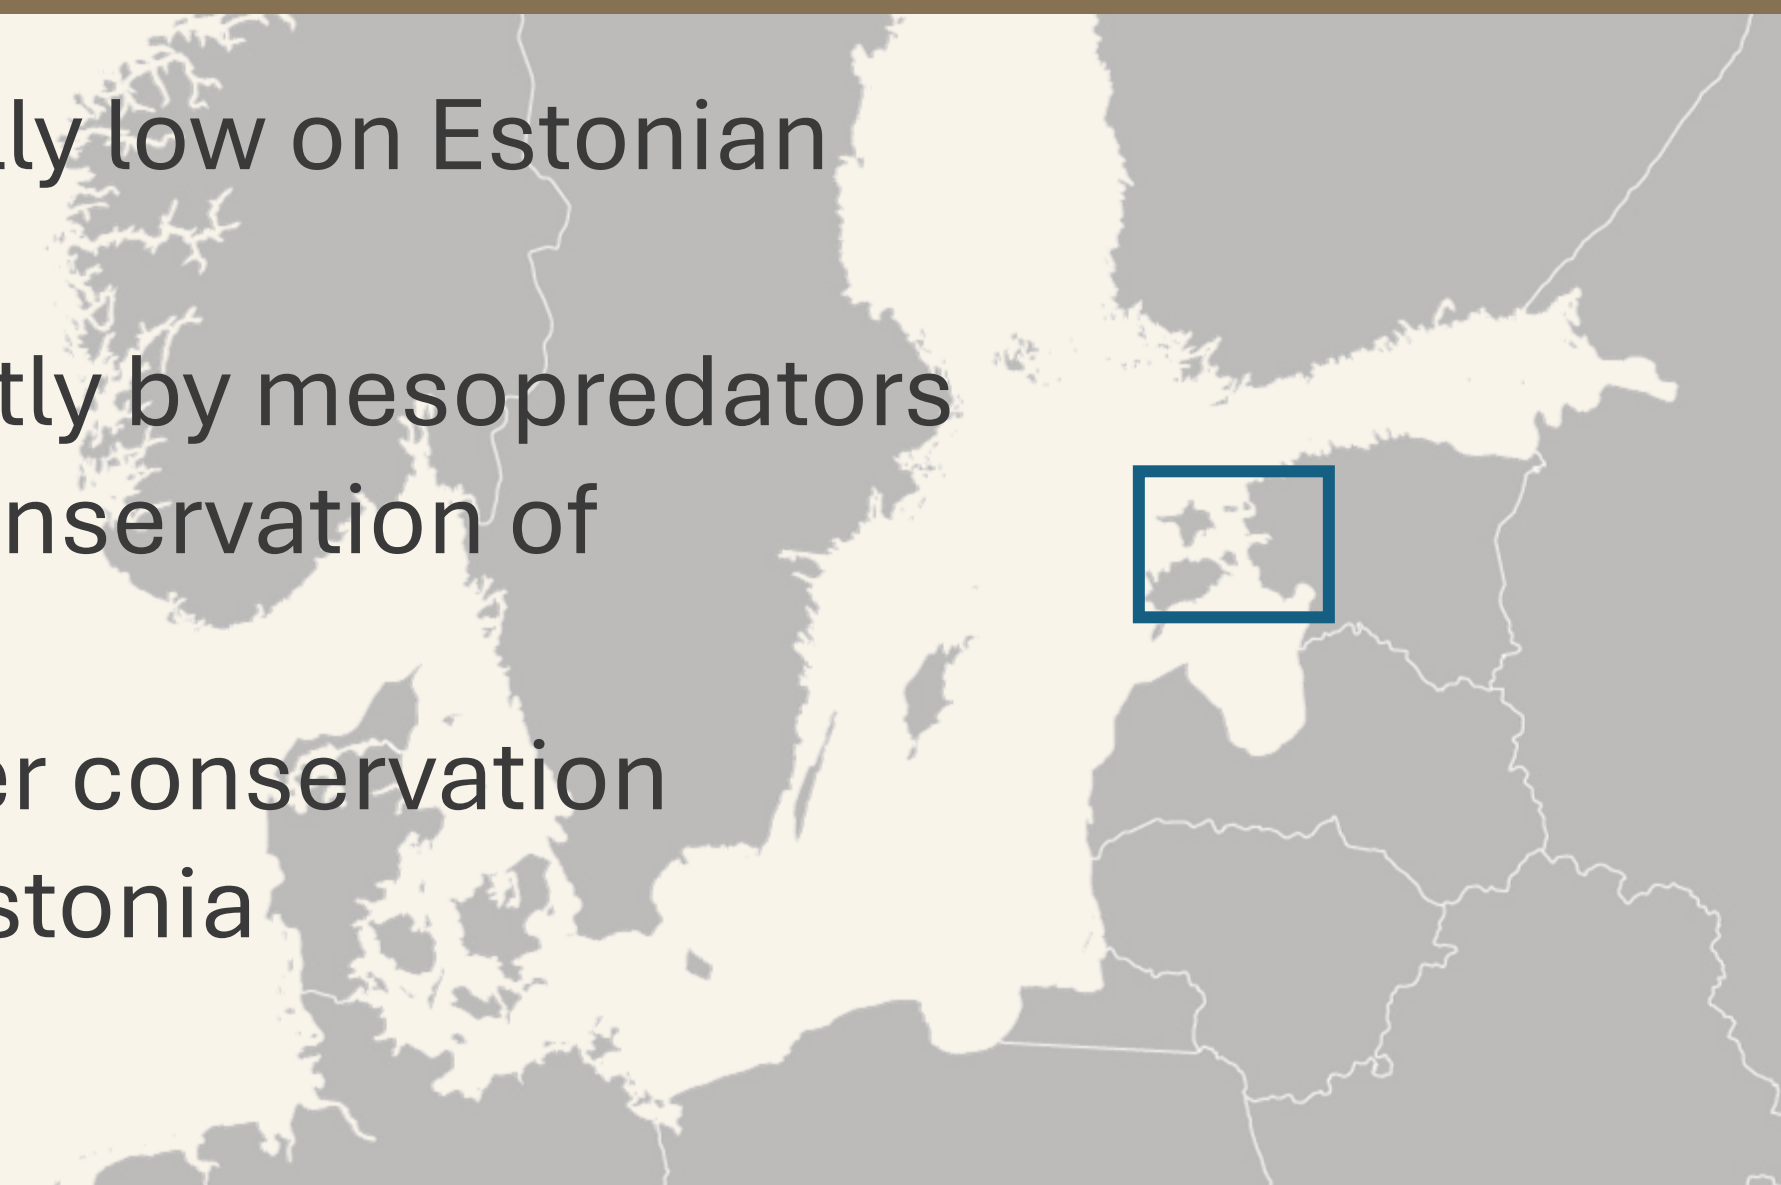 lly low on Estonian
tly by mesopredators
nservation of
er conservation
stonia